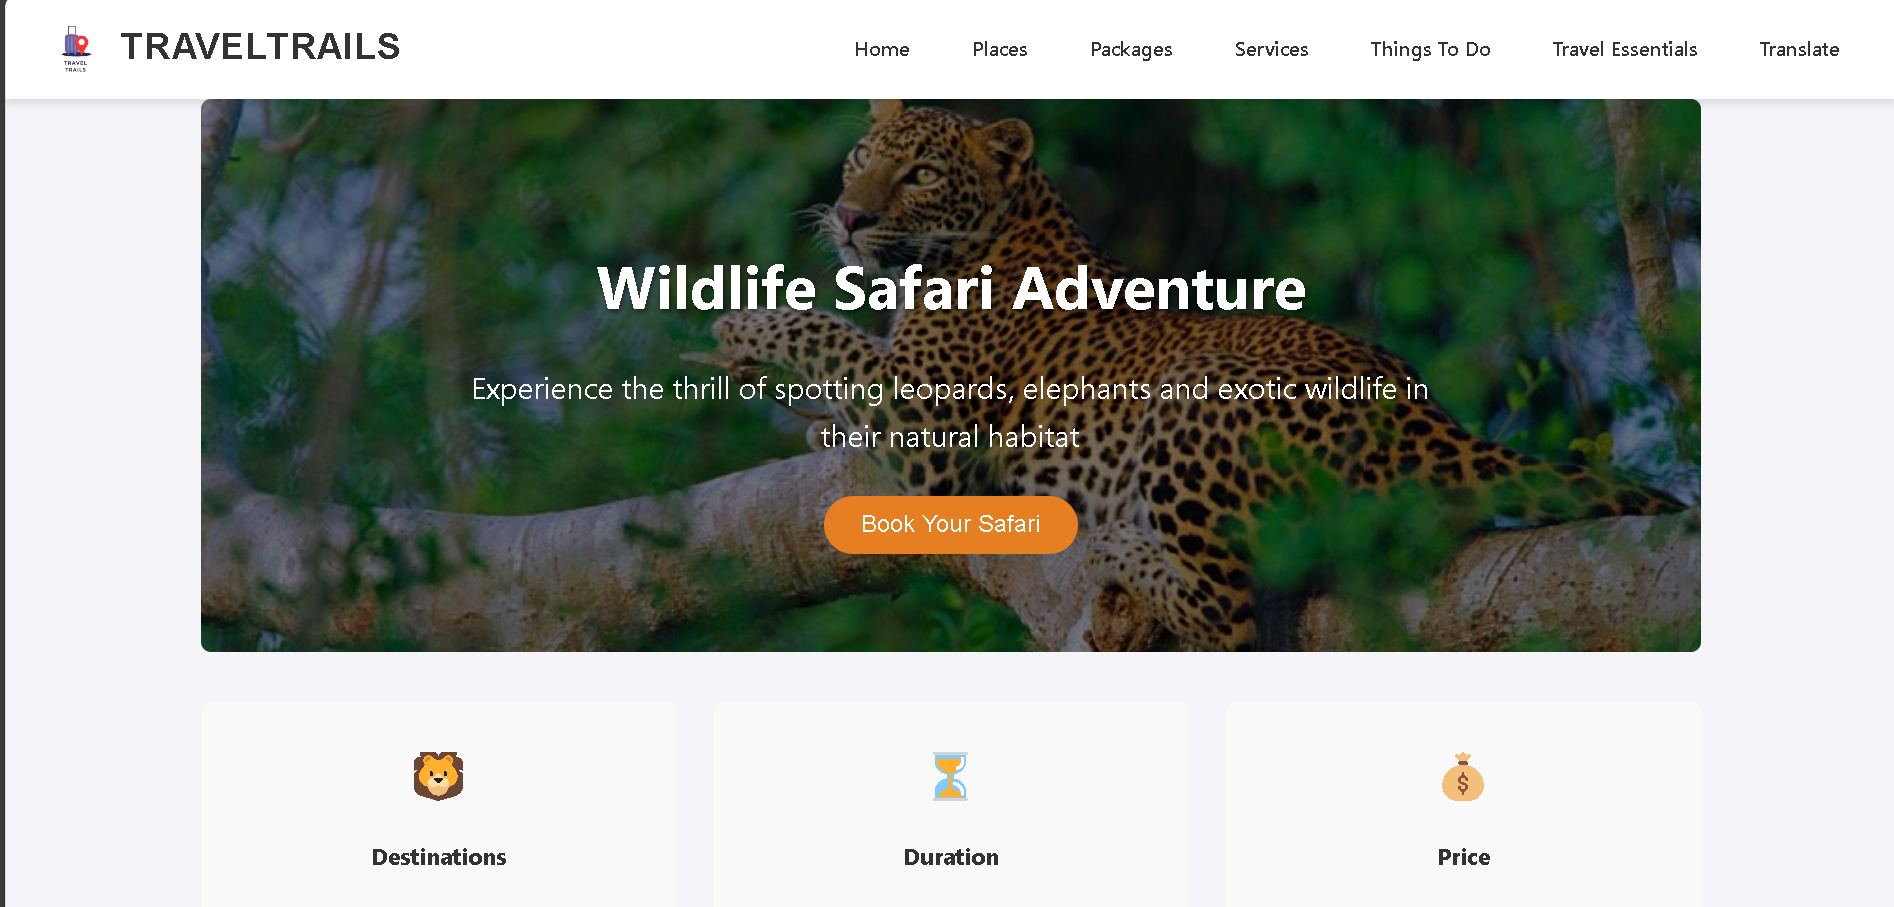 TRAVEL
TRAILS
TRAVELTRAILS
Home Places Packages Services Things To Do Travel Essentials Translate
Wildlife Safari Adventure
Experience the thrill of spotting leopards, elephants and exotic wildlife in
their natural habitat
Book Your Safari
$
Destinations Duration Price